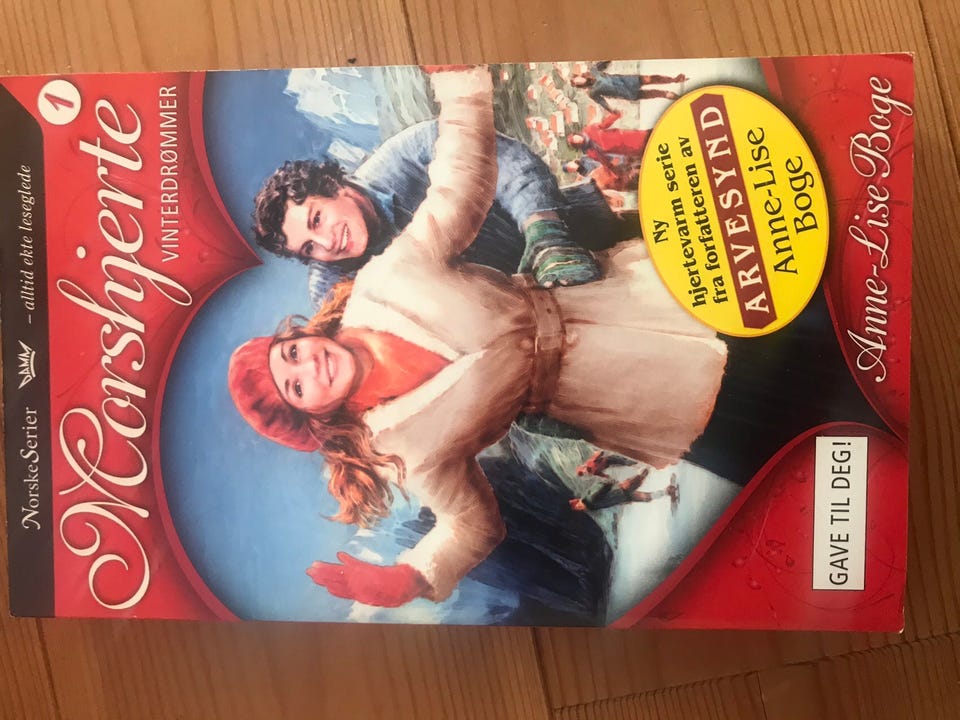 NorskeSerier DAMM – alltid ekte leseglede
Morshjerte 1
VINTERDRØMMER
Ny
hjertevarm serie
fra forfatteren av
ARVESYND
Anne-Lise
Boge
GAVE TIL DEG!
Anne-Lise Boge